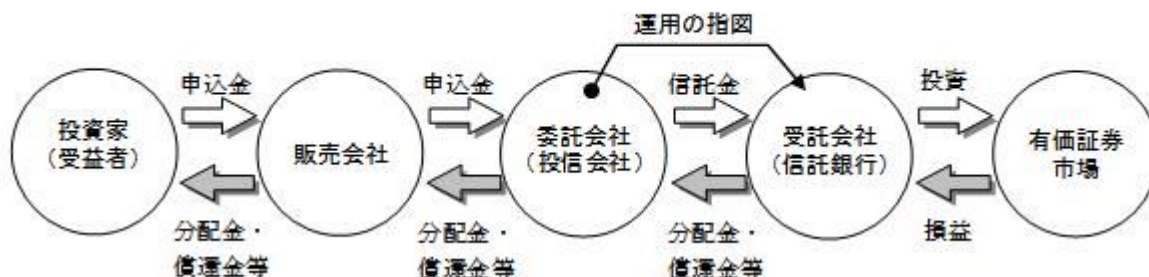 運用の指図
申込金
申込金
信託金
投資
投資家
(受益者)
販売会社
委託会社
(投信会社)
受託会社
(信託銀行)
有価証券
市場
分配金・
償還金等
分配金・
償還金等
分配金・
償還金等
損益